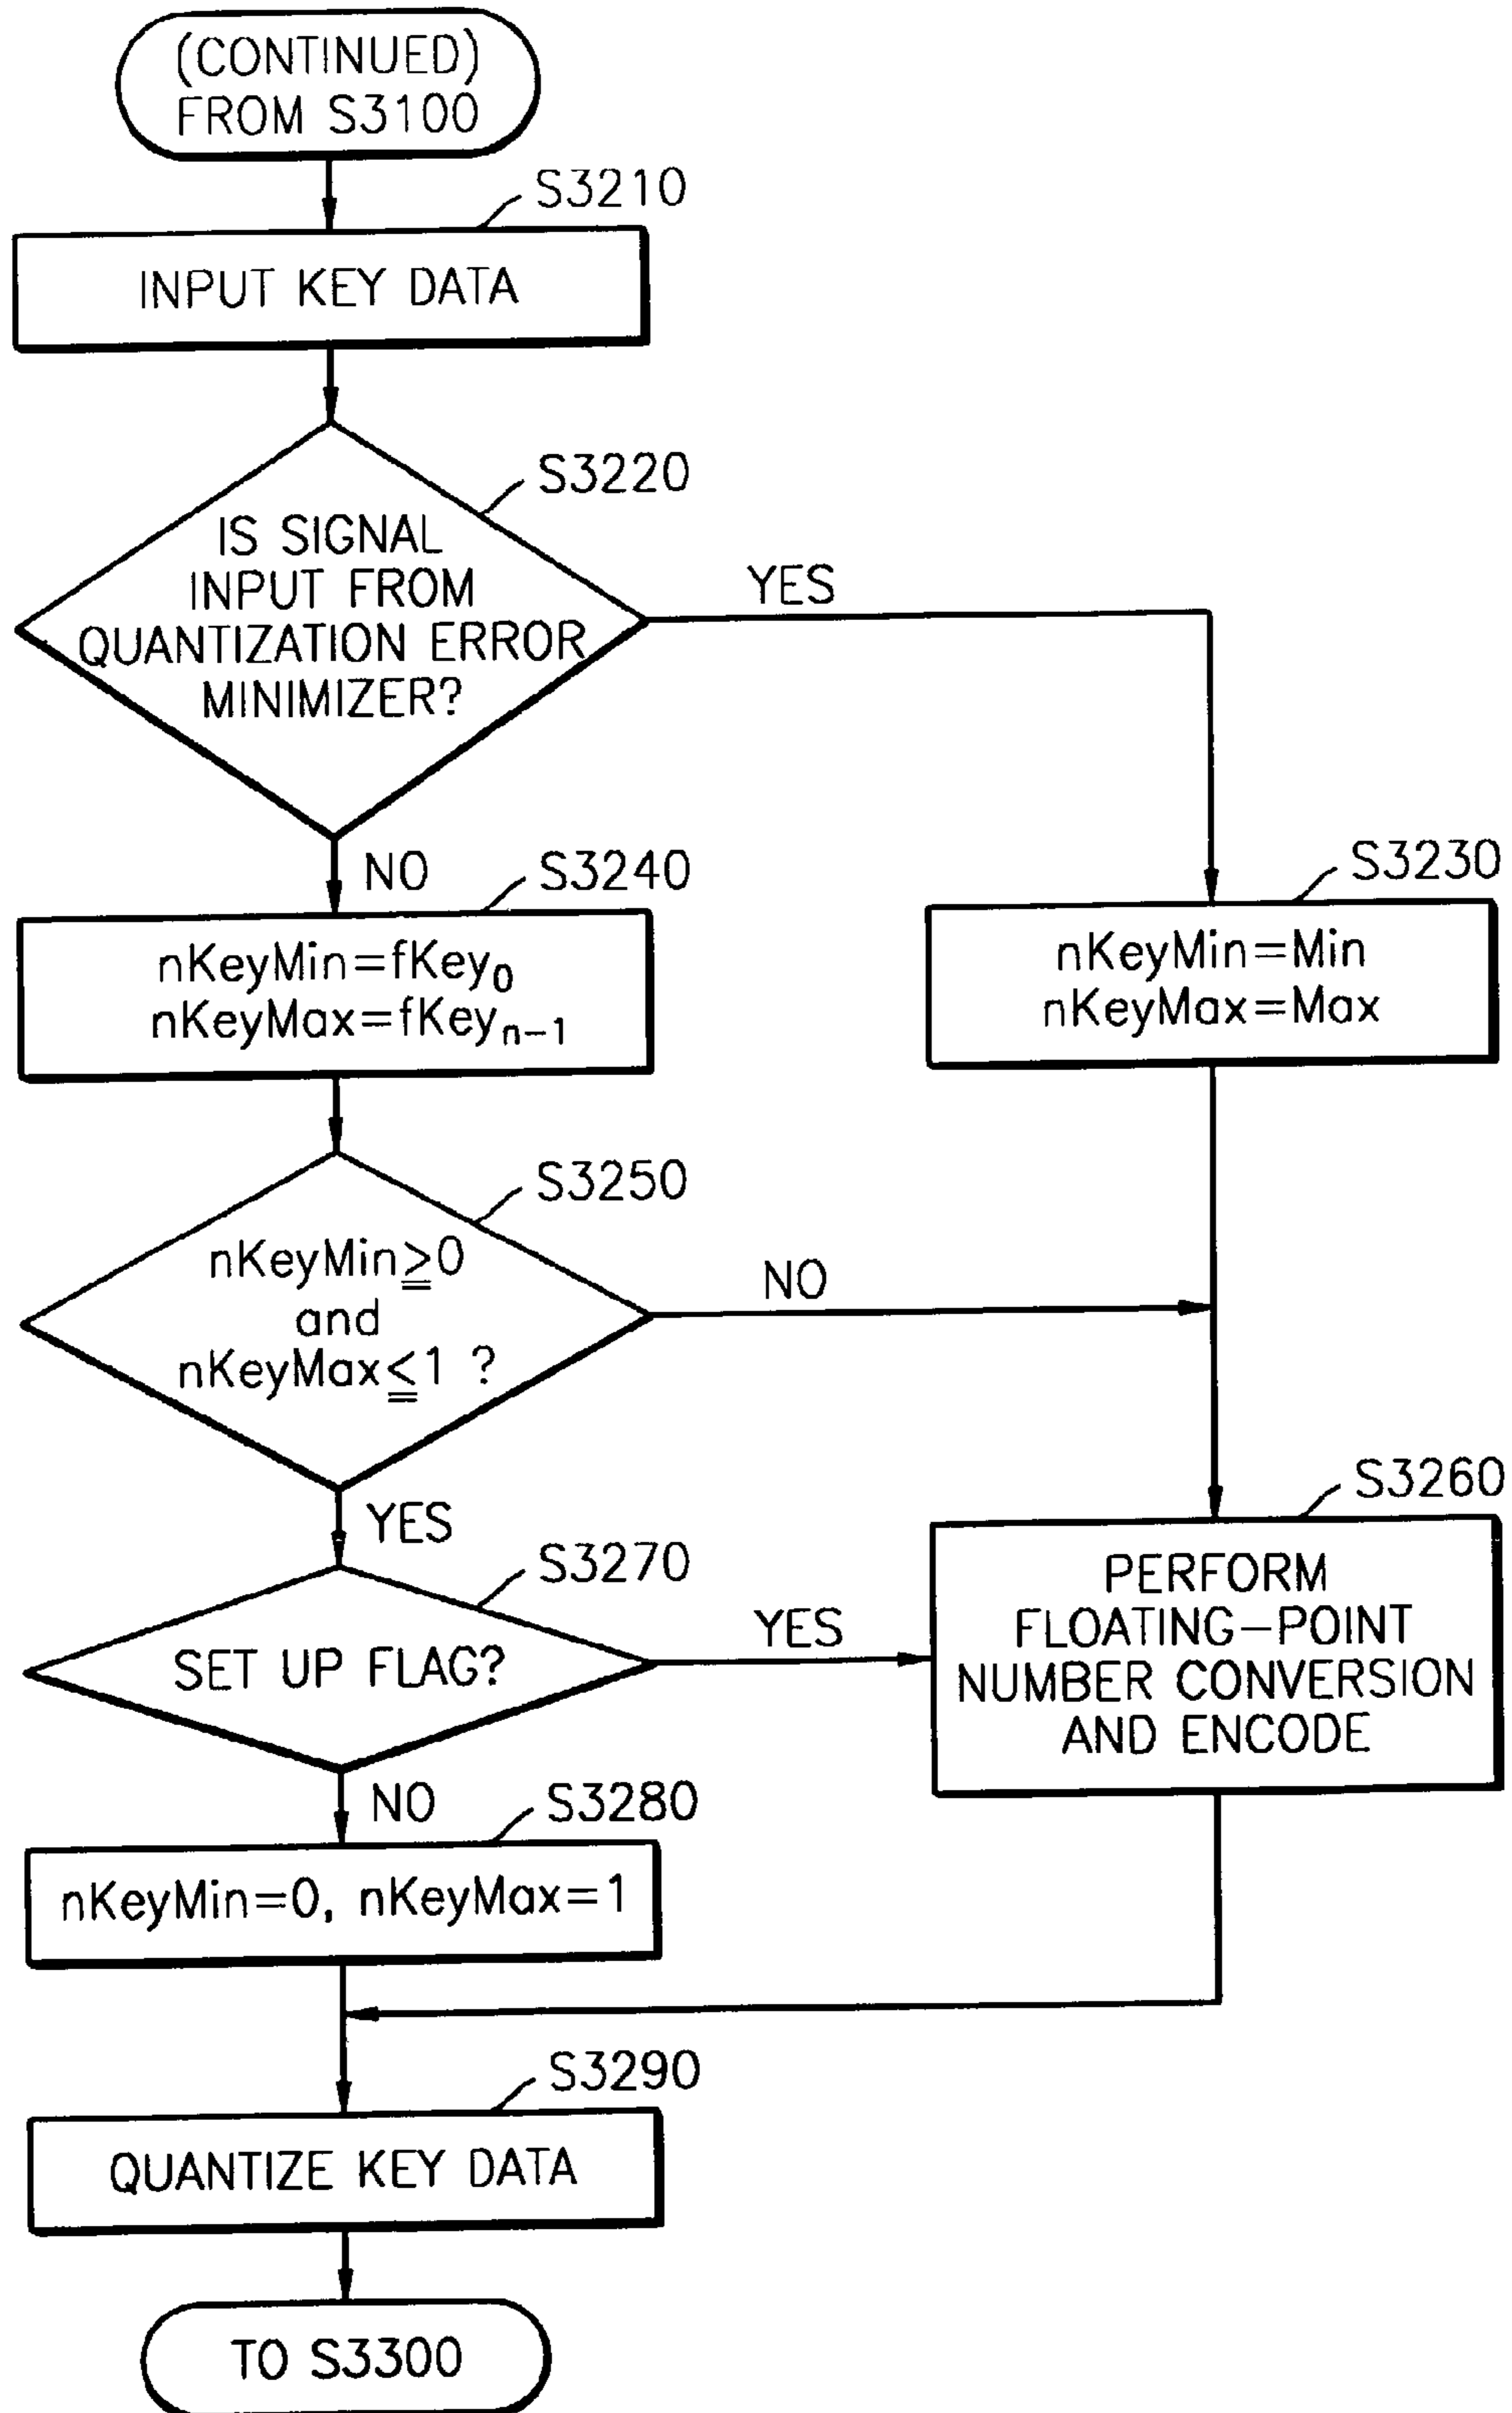 (CONTINUED)
FROM S3100
S3210
INPUT KEY DATA
S3220
IS SIGNAL
INPUT FROM
QUANTIZATION ERROR
MINIMIZER?
YES
NO
S3240
nKeyMin=fKey₀
nKeyMax=fKeyₙ₋₁
S3230
nKeyMin=Min
nKeyMax=Max
S3250
nKeyMin≧0
and
nKeyMax≦1 ?
NO
YES
S3260
PERFORM
FLOATING-POINT
NUMBER CONVERSION
AND ENCODE
S3270
SET UP FLAG?
YES
NO
S3280
nKeyMin=0, nKeyMax=1
S3290
QUANTIZE KEY DATA
TO S3300